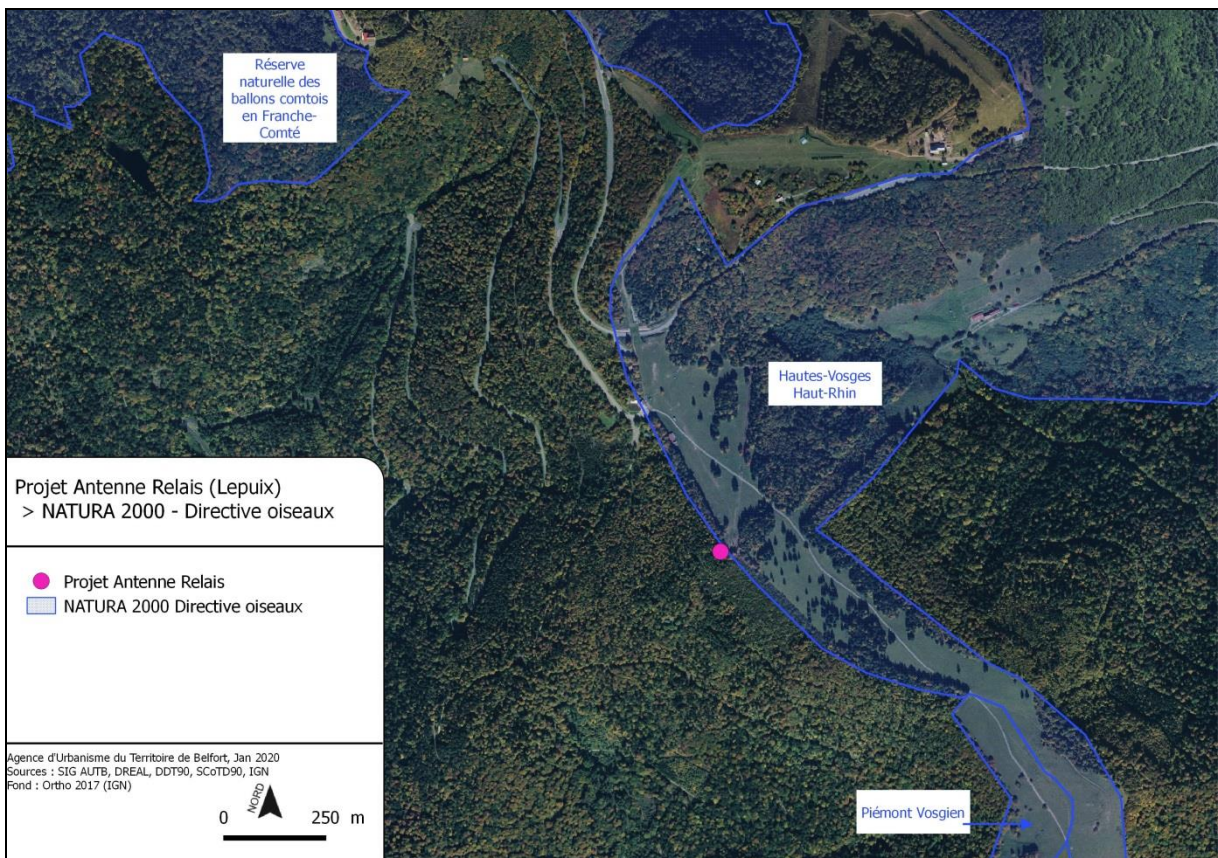 Réserve
naturelle des
ballons comtois
en Franche-
Comté
Hautes-Vosges
Haut-Rhin
Projet Antenne Relais (Lepuix)
> NATURA 2000 - Directive oiseaux
Projet Antenne Relais
NATURA 2000 Directive oiseaux
Agence d'Urbanisme du Territoire de Belfort, Jan 2020
Sources : SIG AUTB, DREAL, DDT90, SCoTD90, IGN
Fond : Ortho 2017 (IGN)
NORD
0 250 m
Piémont Vosgien